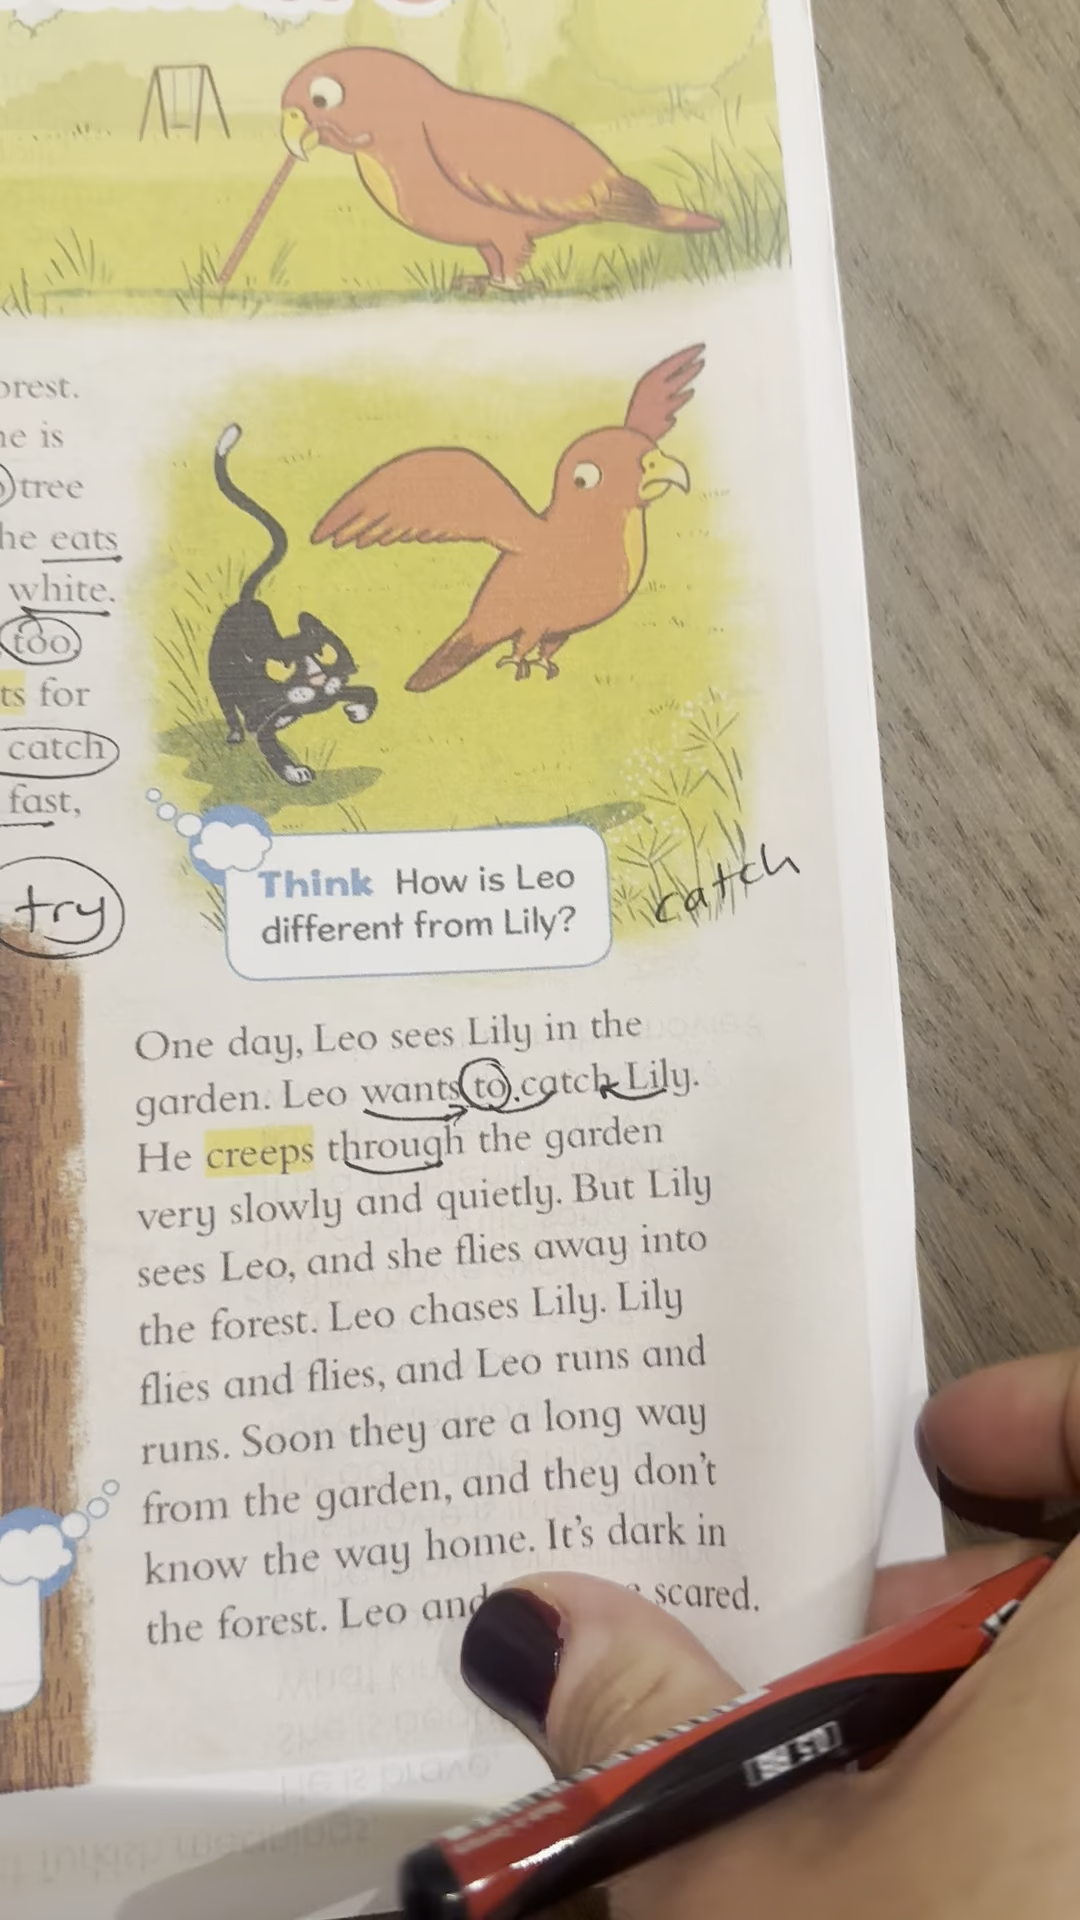 orest.
he is
tree
he eats
white.
too,
ts for
catch
fast,
try
Think How is Leo
different from Lily?
catch
One day, Leo sees Lily in the
garden. Leo wants to catch Lily.
He creeps through the garden
very slowly and quietly. But Lily
sees Leo, and she flies away into
the forest. Leo chases Lily. Lily
flies and flies, and Leo runs and
runs. Soon they are a long way
from the garden, and they don't
know the way home. It's dark in
the forest. Leo and scared.